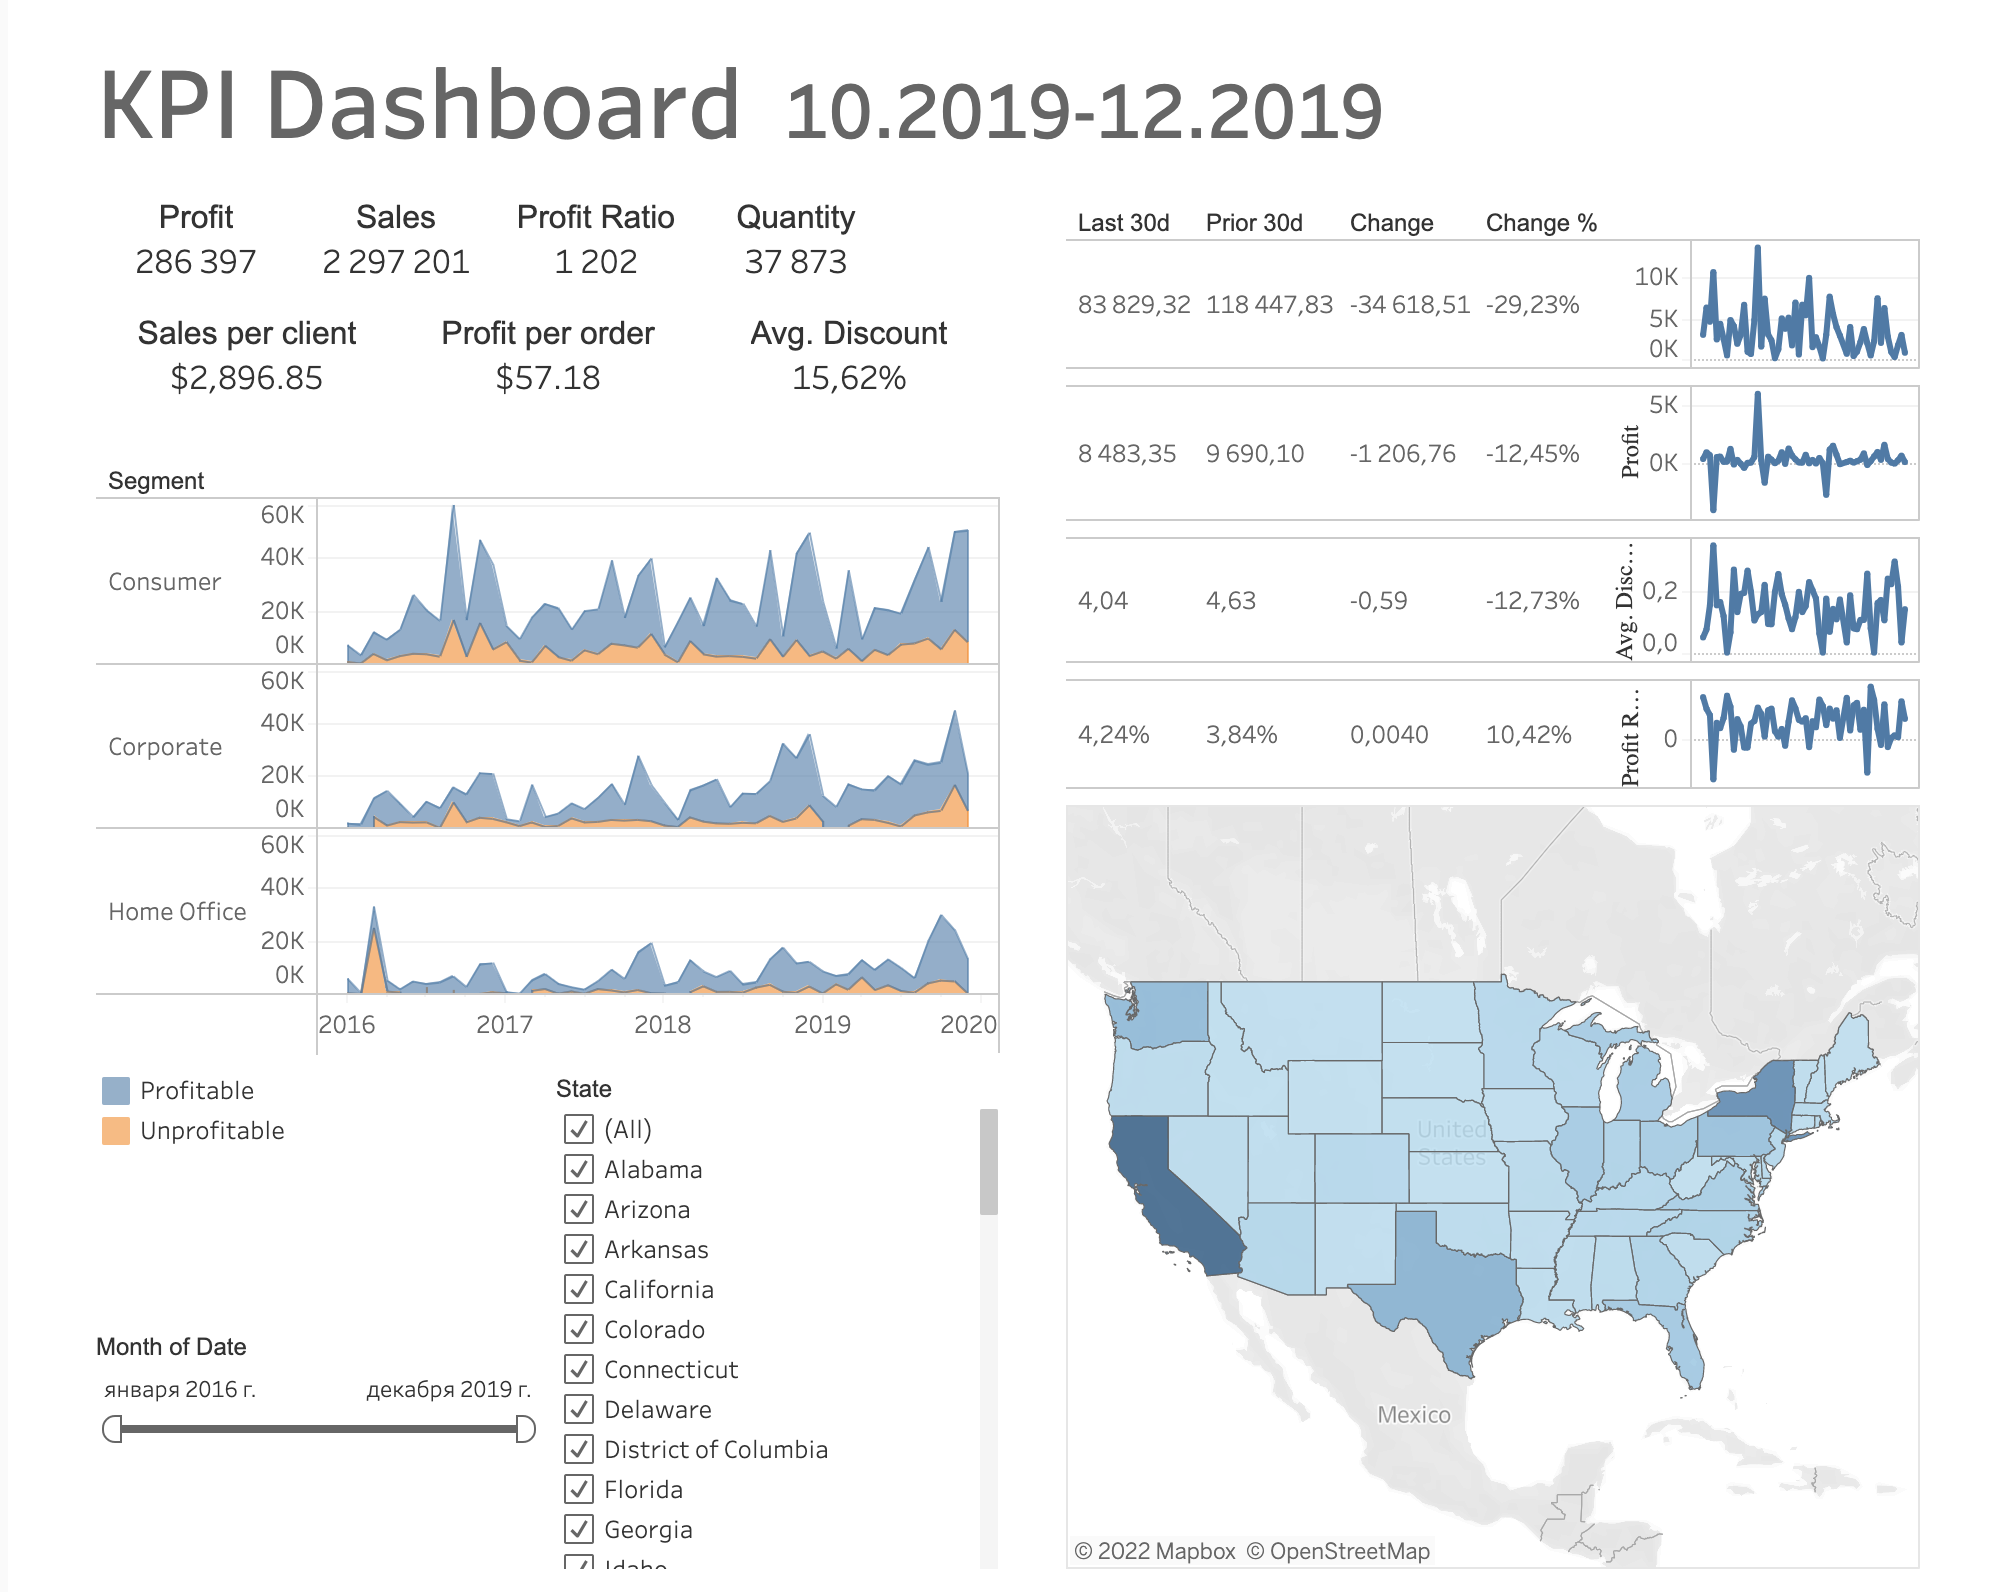 KPI Dashboard 10.2019-12.2019
Profit Sales Profit Ratio Quantity
286 397 2 297 201 1 202 37 873
Sales per client Profit per order Avg. Discount
$2,896.85 $57.18 15,62%
Segment
60K
40K
Consumer
20K
0K
60K
40K
Corporate
20K
0K
60K
40K
Home Office
20K
0K
2016 2017 2018 2019 2020
Profitable
Unprofitable
Month of Date
января 2016 г. декабря 2019 г.
State
(All)
Alabama
Arizona
Arkansas
California
Colorado
Connecticut
Delaware
District of Columbia
Florida
Georgia
Idaho
Last 30d Prior 30d Change Change %
83 829,32 118 447,83 -34 618,51 -29,23%
10K
5K
0K
8 483,35 9 690,10 -1 206,76 -12,45%
Profit
5K
0K
4,04 4,63 -0,59 -12,73%
Avg. Disc...
0,2
0,0
4,24% 3,84% 0,0040 10,42%
Profit R...
0
United
States
Mexico
© 2022 Mapbox © OpenStreetMap